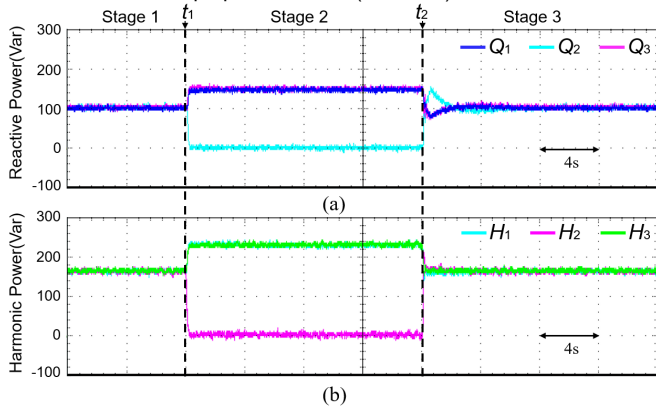 Stage 1 t1 Stage 2 t2 Stage 3
Reactive Power(Var)
300
200
100
0
-100
Q1 Q2 Q3
4s
(a)
Harmonic Power(Var)
300
200
100
0
-100
H1 H2 H3
4s
(b)